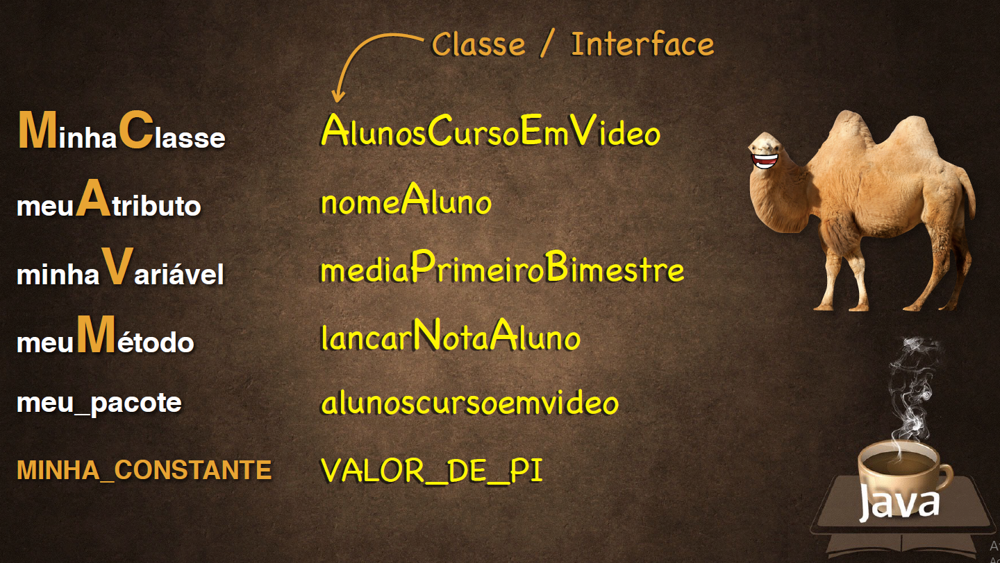 Classe / Interface
MinhaClasse AlunosCursoEmVideo
meuAtributo nomeAluno
minhaVariável mediaPrimeiroBimestre
meuMétodo lancarNotaAluno
meu_pacote alunoscursoemvideo
MINHA_CONSTANTE VALOR_DE_PI
Java